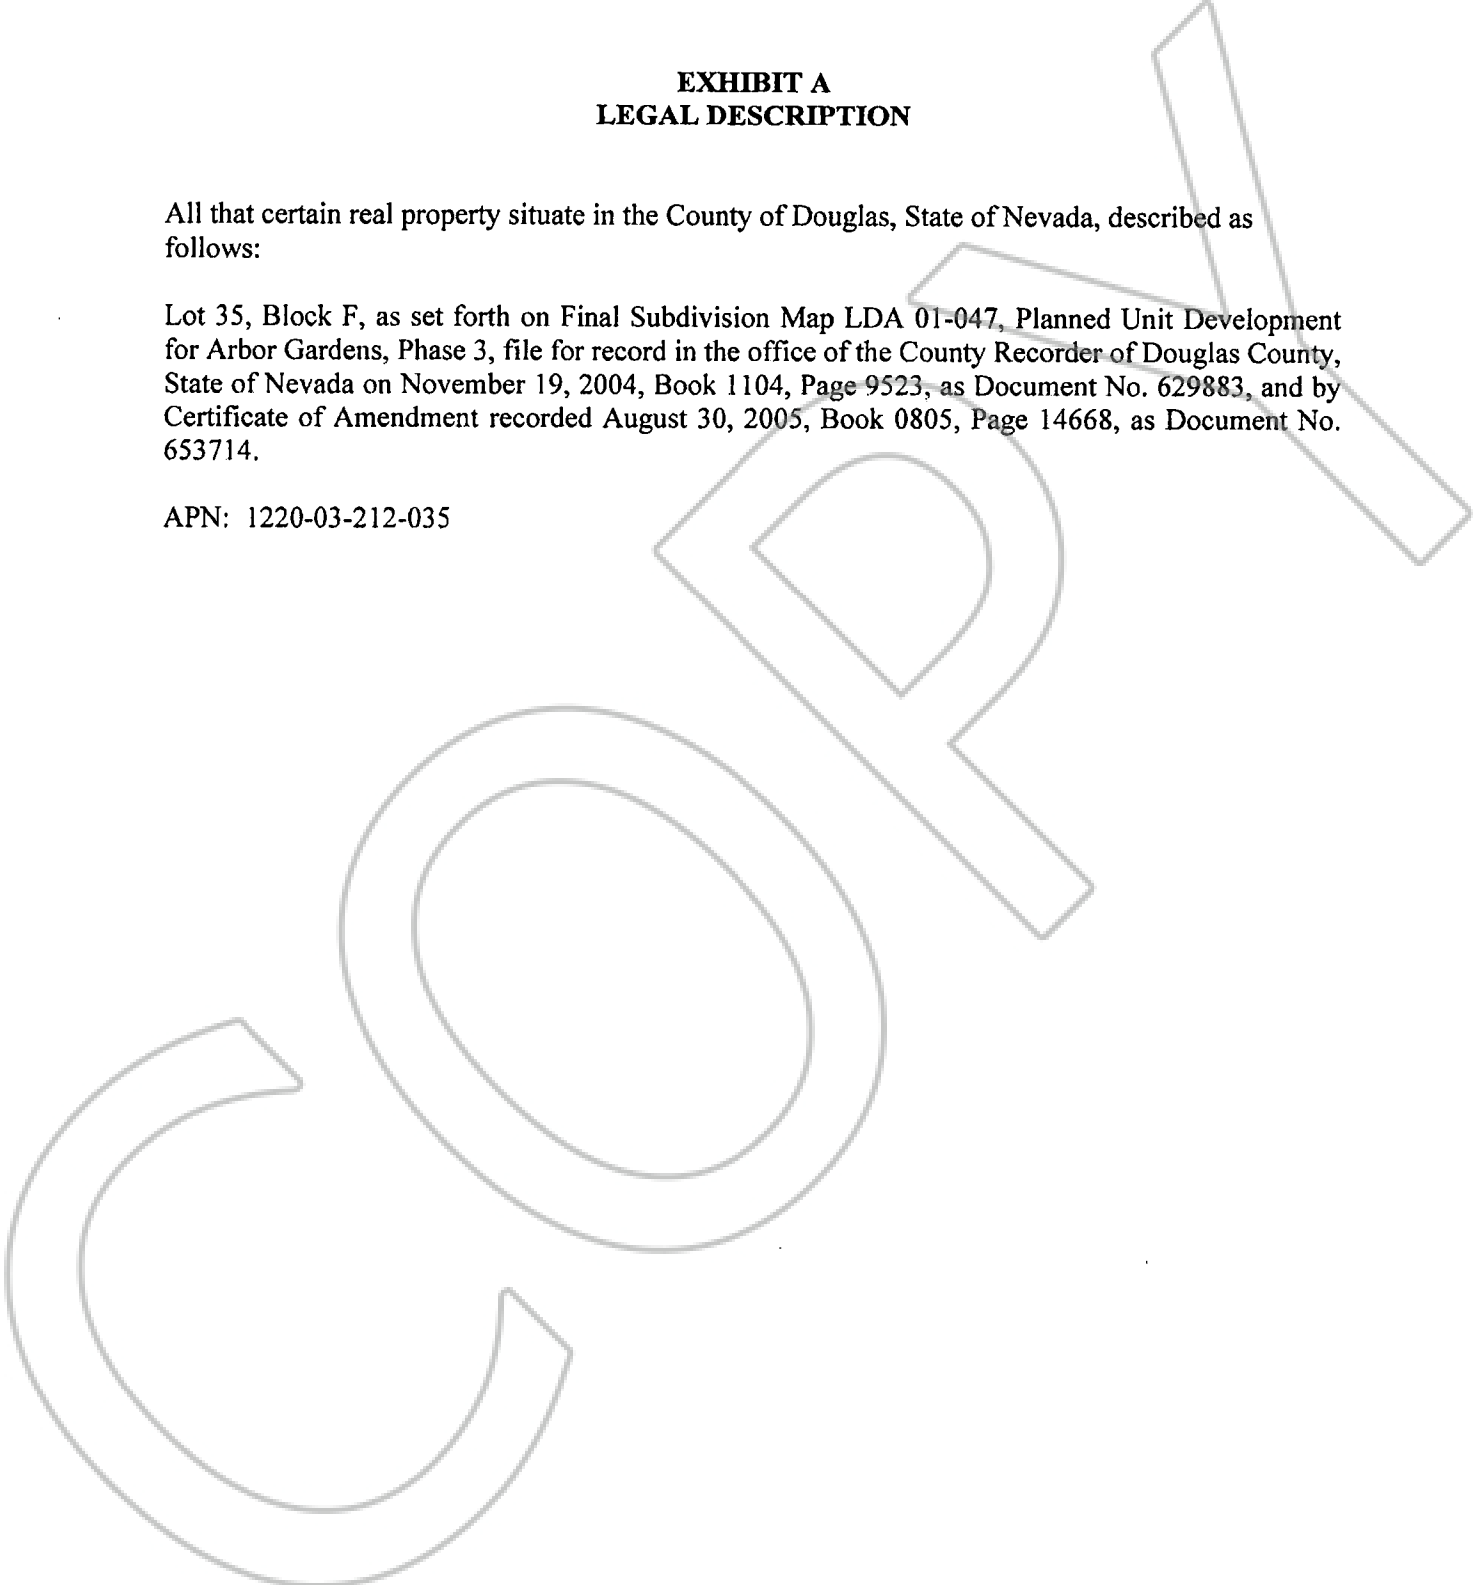 EXHIBIT A
LEGAL DESCRIPTION
All that certain real property situate in the County of Douglas, State of Nevada, described as
follows:
Lot 35, Block F, as set forth on Final Subdivision Map LDA 01-047, Planned Unit Development
for Arbor Gardens, Phase 3, file for record in the office of the County Recorder of Douglas County,
State of Nevada on November 19, 2004, Book 1104, Page 9523, as Document No. 629883, and by
Certificate of Amendment recorded August 30, 2005, Book 0805, Page 14668, as Document No.
653714.
APN: 1220-03-212-035
COPY